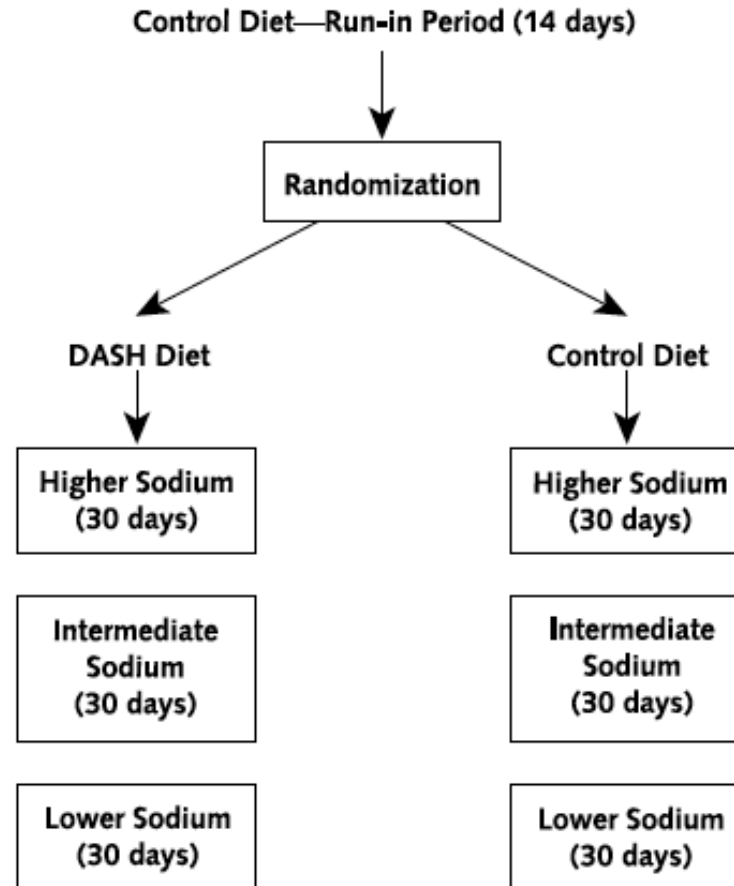 Control Diet—Run-in Period (14 days)
Randomization
DASH Diet
Control Diet
Higher Sodium
(30 days)
Higher Sodium
(30 days)
Intermediate
Sodium
(30 days)
Intermediate
Sodium
(30 days)
Lower Sodium
(30 days)
Lower Sodium
(30 days)